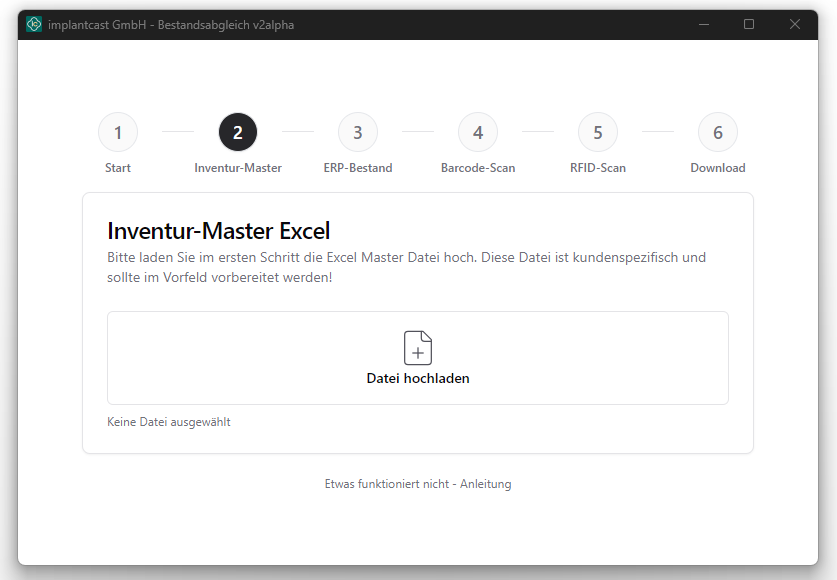 implantcast GmbH - Bestandsabgleich v2alpha
1
2
3
4
5
6
Start
Inventur-Master
ERP-Bestand
Barcode-Scan
RFID-Scan
Download
Inventur-Master Excel
Bitte laden Sie im ersten Schritt die Excel Master Datei hoch. Diese Datei ist kundenspezifisch und
sollte im Vorfeld vorbereitet werden!
Datei hochladen
Keine Datei ausgewählt
Etwas funktioniert nicht - Anleitung